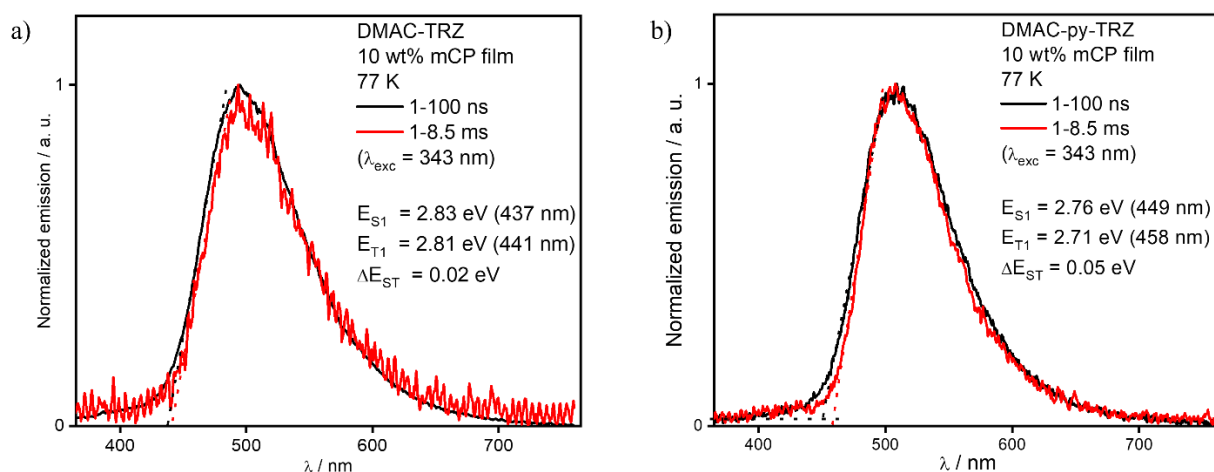 a)
DMAC-TRZ
10 wt% mCP film
77 K
1-100 ns
1-8.5 ms
(λexc = 343 nm)
ES1 = 2.83 eV (437 nm)
ET1 = 2.81 eV (441 nm)
ΔEST = 0.02 eV
Normalized emission / a. u.
1
0
400 500 600 700
λ / nm
b)
DMAC-py-TRZ
10 wt% mCP film
77 K
1-100 ns
1-8.5 ms
(λexc = 343 nm)
ES1 = 2.76 eV (449 nm)
ET1 = 2.71 eV (458 nm)
ΔEST = 0.05 eV
Normalized emission / a. u.
1
0
400 500 600 700
λ / nm